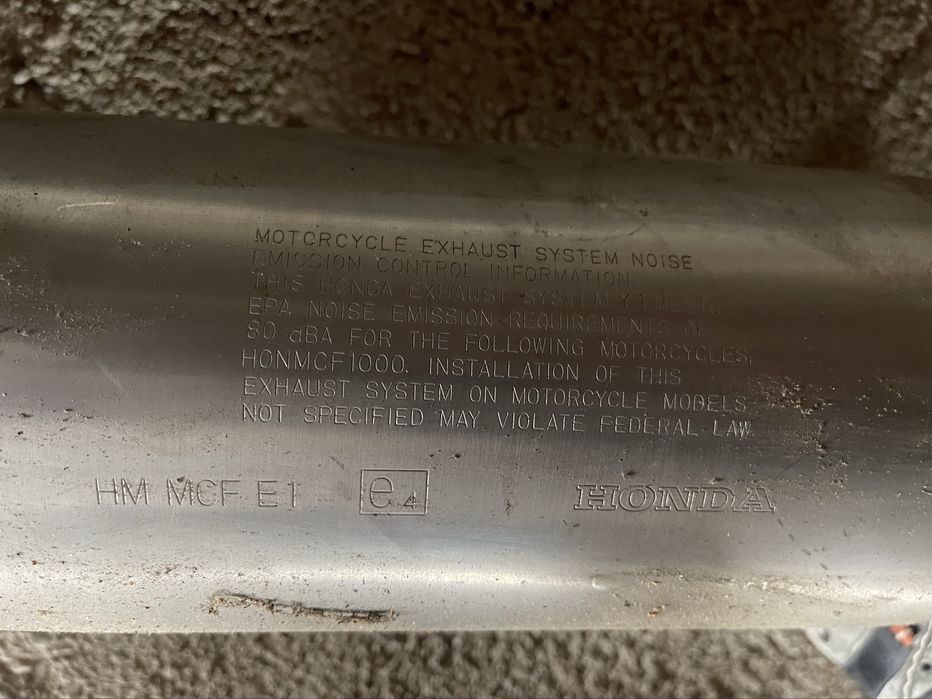 MOTORCYCLE EXHAUST SYSTEM NOISE
EMISSION CONTROL INFORMATION:
THIS HONDA EXHAUST SYSTEM Y1 MEETS
EPA NOISE EMISSION REQUIREMENTS OF
80 dBA FOR THE FOLLOWING MOTORCYCLES;
HONMCF1000. INSTALLATION OF THIS
EXHAUST SYSTEM ON MOTORCYCLE MODELS
NOT SPECIFIED MAY VIOLATE FEDERAL LAW
HM MCF E1 e4 HONDA